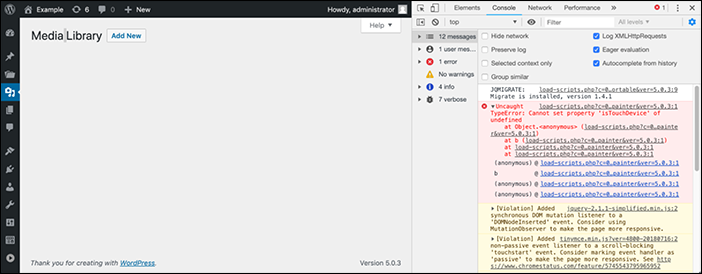 Example 6 0 New Howdy, administrator
Help
Media Library Add New
Thank you for creating with WordPress. Version 5.0.3
Elements Console Network Performance 1
top Filter All levels
12 messages
1 user mes…
1 error
No warnings
4 info
7 verbose
Hide network Log XMLHttpRequests
Preserve log Eager evaluation
Selected context only Autocomplete from history
Group similar
JQMIGRATE: load-scripts.php?c=0…ortable&ver=5.0.3:9
Migrate is installed, version 1.4.1
Uncaught load-scripts.php?c=0…painter&ver=5.0.3:1
TypeError: Cannot set property 'isTouchDevice' of
undefined
at Object.<anonymous> (load-scripts.php?c=0…painte
r&ver=5.0.3:1)
at b (load-scripts.php?c=0…painter&ver=5.0.3:1)
at load-scripts.php?c=0…painter&ver=5.0.3:1
at load-scripts.php?c=0…painter&ver=5.0.3:1
(anonymous) @ load-scripts.php?c=0…painter&ver=5.0.3:1
b @ load-scripts.php?c=0…painter&ver=5.0.3:1
(anonymous) @ load-scripts.php?c=0…painter&ver=5.0.3:1
(anonymous) @ load-scripts.php?c=0…painter&ver=5.0.3:1
[Violation] Added jquery-2.1.1-simplified.min.js:2
synchronous DOM mutation listener to a
'DOMNodeInserted' event. Consider using
MutationObserver to make the page more responsive.
[Violation] Added tinymce.min.js?ver=4800-20180716:2
non-passive event listener to a scroll-blocking
'touchstart' event. Consider marking event handler as
'passive' to make the page more responsive. See http
s://www.chromestatus.com/feature/5745543795965952